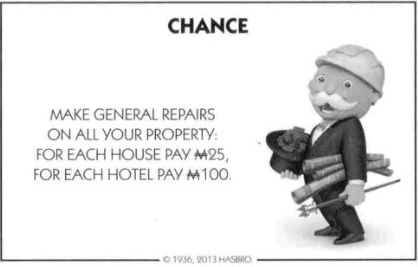 CHANCE
MAKE GENERAL REPAIRS
ON ALL YOUR PROPERTY:
FOR EACH HOUSE PAY ₩25,
FOR EACH HOTEL PAY ₩100.
© 1936, 2013 HASBRO